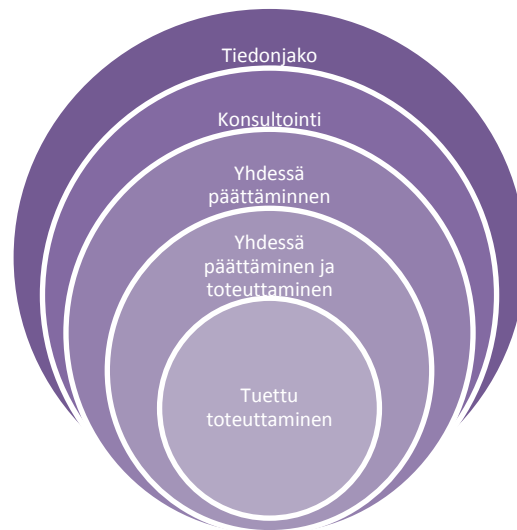 Tiedonjako
Konsultointi
Yhdessä
päättäminnen
Yhdessä
päättäminen ja
toteuttaminen
Tuettu
toteuttaminen